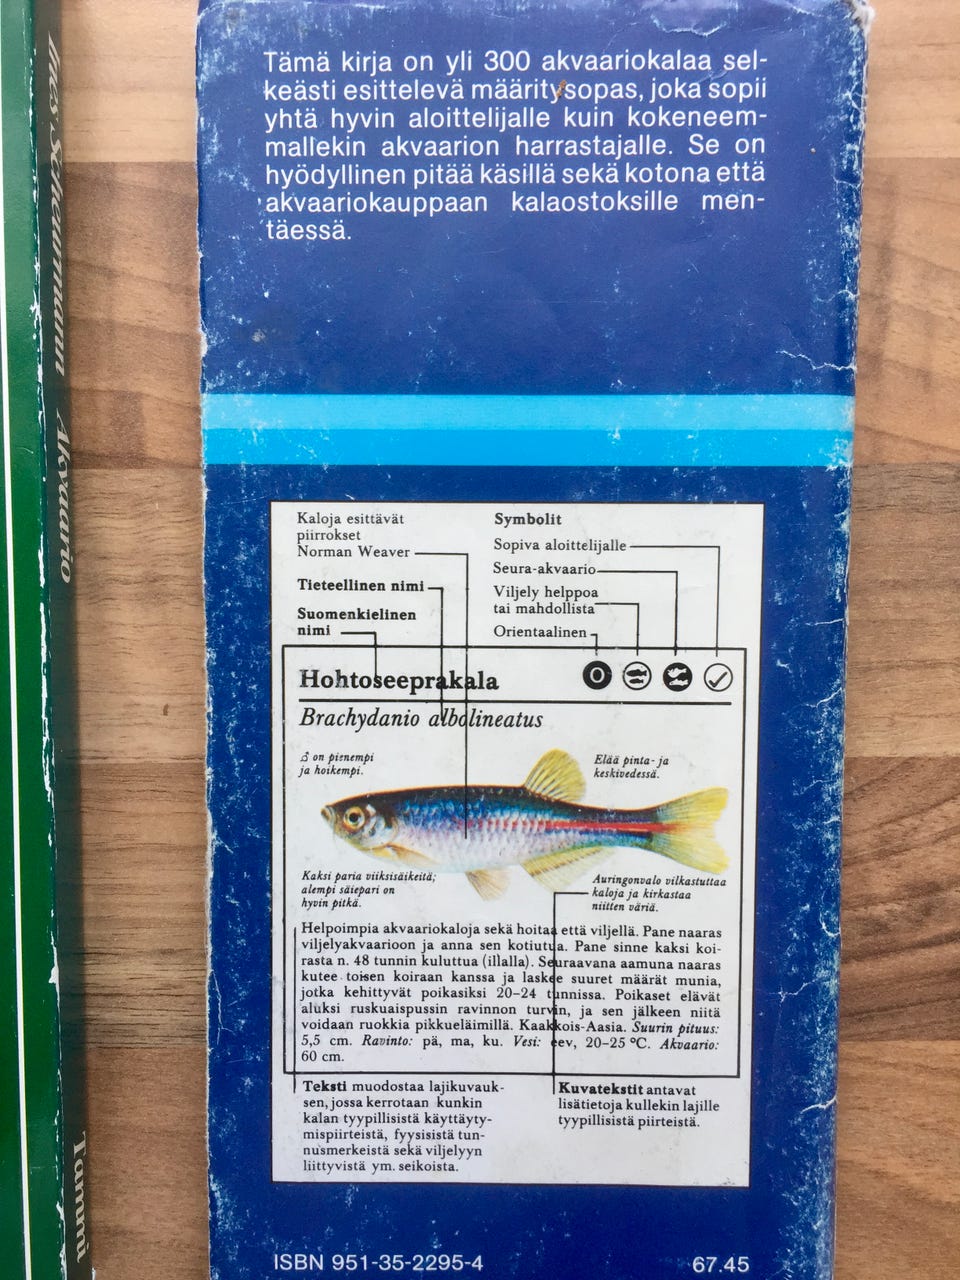 Ines Scheurmann Akvaario
Tammi
Tämä kirja on yli 300 akvaariokalaa sel-
keästi esittelevä määritysopas, joka sopii
yhtä hyvin aloittelijalle kuin kokeneem-
mallekin akvaarion harrastajalle. Se on
hyödyllinen pitää käsillä sekä kotona että
akvaariokauppaan kalaostoksille men-
täessä.
Kaloja esittävät
piirrokset
Norman Weaver
Tieteellinen nimi
Suomenkielinen
nimi
Symbolit
Sopiva aloittelijalle
Seura-akvaario
Viljely helppoa
tai mahdollista
Orientaalinen
Hohtoseeprakala
O
Brachydanio albolineatus
♂ on pienempi
ja hoikempi.
Elää pinta- ja
keskivedessä.
Kaksi paria viiksisäikeitä;
alempi säiepari on
hyvin pitkä.
Auringonvalo vilkastuttaa
kaloja ja kirkastaa
niitten väriä.
Helpoimpia akvaariokaloja sekä hoitaa että viljellä. Pane naaras
viljelyakvaarioon ja anna sen kotiutua. Pane sinne kaksi koi-
rasta n. 48 tunnin kuluttua (illalla). Seuraavana aamuna naaras
kutee toisen koiraan kanssa ja laskee suuret määrät munia,
jotka kehittyvät poikasiksi 20–24 tunnissa. Poikaset elävät
aluksi ruskuaispussin ravinnon turvin, ja sen jälkeen niitä
voidaan ruokkia pikkueläimillä. Kaakkois-Aasia. Suurin pituus:
5,5 cm. Ravinto: pä, ma, ku. Vesi: eev, 20–25 °C. Akvaario:
60 cm.
Teksti muodostaa lajikuvauk-
sen, jossa kerrotaan kunkin
kalan tyypillisistä käyttäyty-
mispiirteistä, fyysisistä tun-
nusmerkeistä sekä viljelyyn
liittyvistä ym. seikoista.
Kuvatekstit antavat
lisätietoja kullekin lajille
tyypillisistä piirteistä.
ISBN 951-35-2295-4
67.45